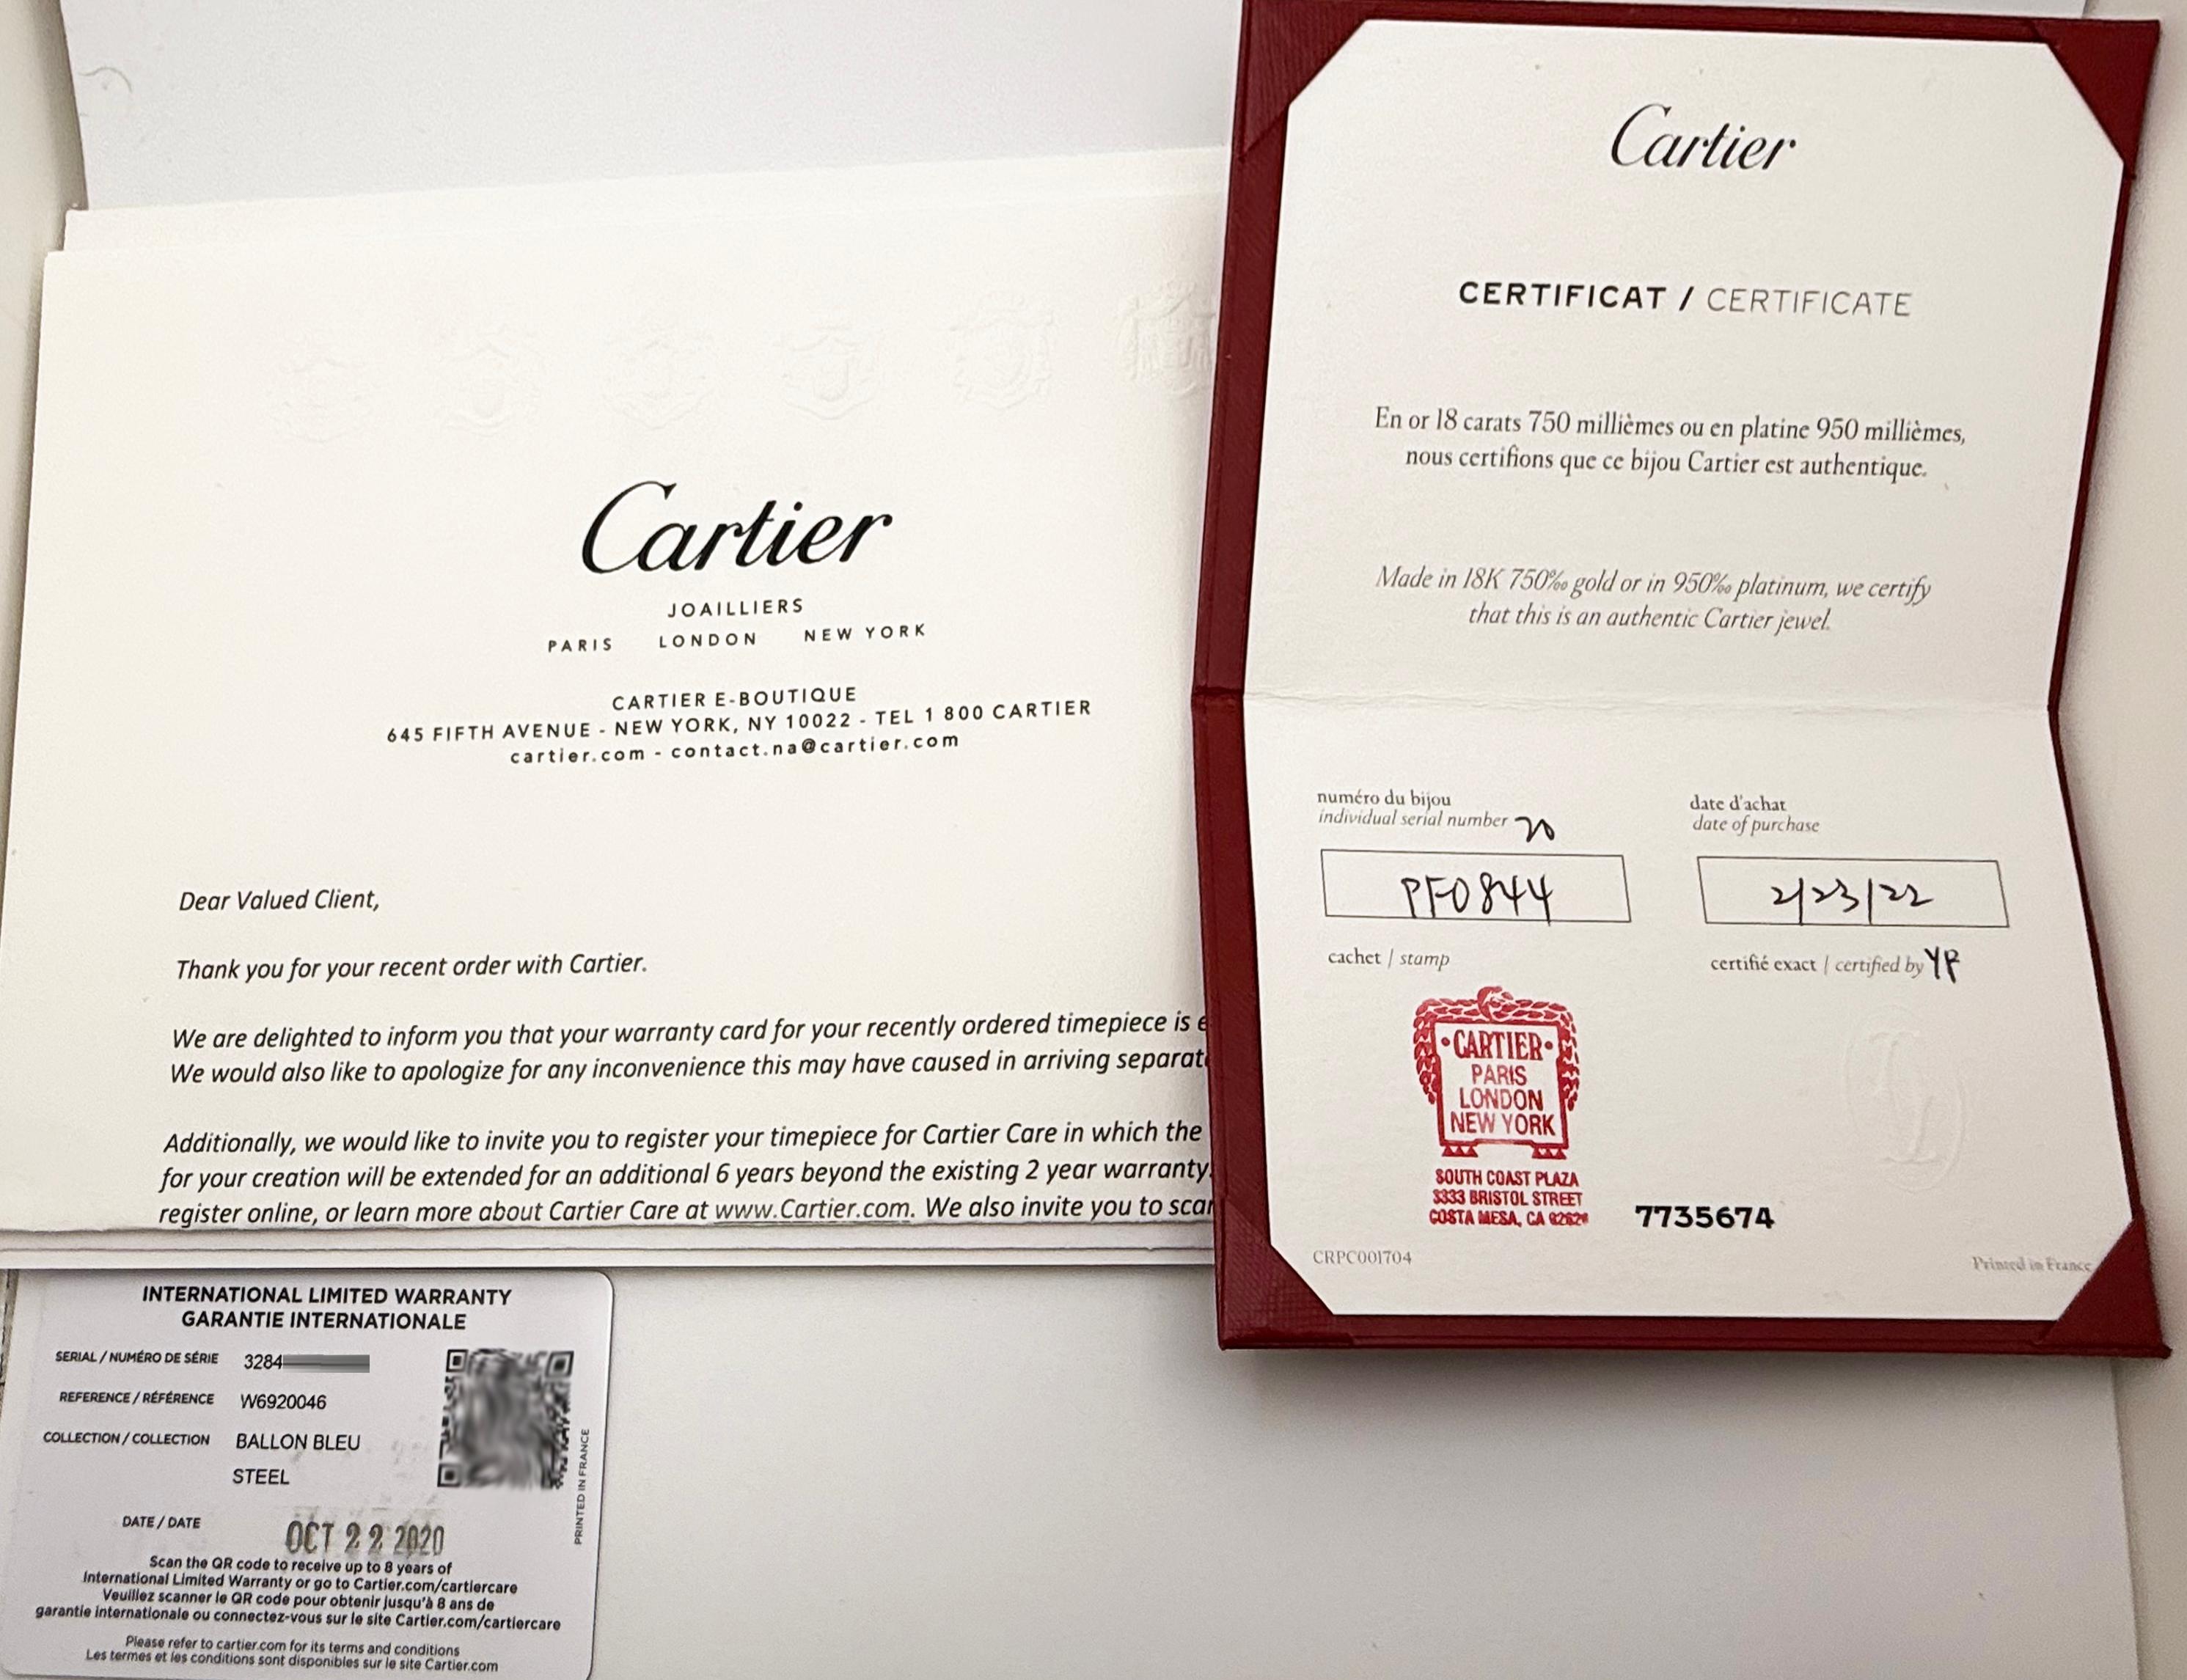 Cartier
JOAILLIERS
PARIS LONDON NEW YORK
CARTIER E-BOUTIQUE
645 FIFTH AVENUE - NEW YORK, NY 10022 - TEL 1 800 CARTIER
cartier.com - contact.na@cartier.com
Dear Valued Client,
Thank you for your recent order with Cartier.
We are delighted to inform you that your warranty card for your recently ordered timepiece is
We would also like to apologize for any inconvenience this may have caused in arriving
Additionally, we would like to invite you to register your timepiece for Cartier Care in which the
for your creation will be extended for an additional 6 years beyond the existing 2 year warranty
register online, or learn more about Cartier Care at www.Cartier.com. We also invite you to
Cartier
CERTIFICAT / CERTIFICATE
En or 18 carats 750 millièmes ou en platine 950 millièmes,
nous certifions que ce bijou Cartier est authentique.
Made in 18K 750‰ gold or in 950‰ platinum, we certify
that this is an authentic Cartier jewel.
numéro du bijou
individual serial number
PF0844
date d'achat
date of purchase
2/23/22
cachet / stamp
certifié exact / certified by YP
•CARTIER•
PARIS
LONDON
NEW YORK
SOUTH COAST PLAZA
3333 BRISTOL STREET
COSTA MESA, CA
7735674
CRPC001704
Printed in France
INTERNATIONAL LIMITED WARRANTY
GARANTIE INTERNATIONALE
SERIAL / NUMÉRO DE SÉRIE 3284
REFERENCE / RÉFÉRENCE W6920046
COLLECTION / COLLECTION BALLON BLEU
STEEL
DATE / DATE OCT 22 2020
PRINTED IN FRANCE
Scan the QR code to receive up to 8 years of
International Limited Warranty or go to Cartier.com/cartiercare
Veuillez scanner le QR code pour obtenir jusqu'à 8 ans de
garantie internationale ou connectez-vous sur le site Cartier.com/cartiercare
Please refer to cartier.com for its terms and conditions
Les termes et les conditions sont disponibles sur le site Cartier.com